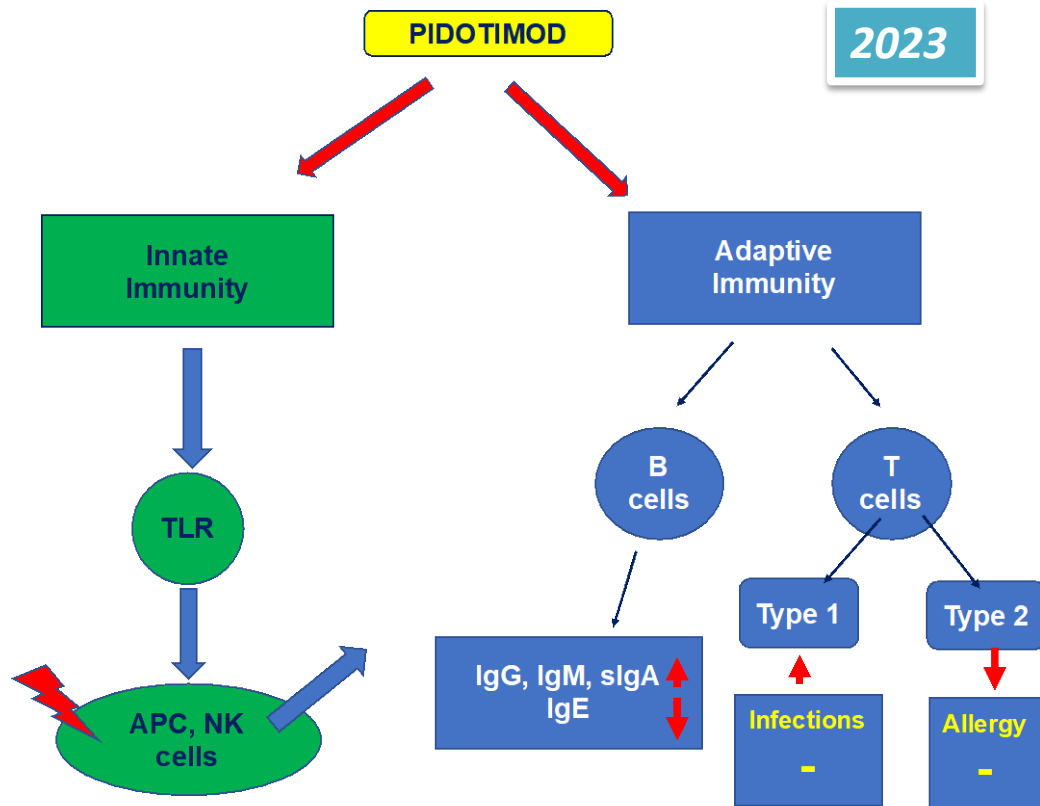 PIDOTIMOD
2023
Innate
Immunity
Adaptive
Immunity
TLR
B
cells
T
cells
Type 1
Type 2
APC, NK
cells
IgG, IgM, sIgA
IgE
Infections
-
Allergy
-